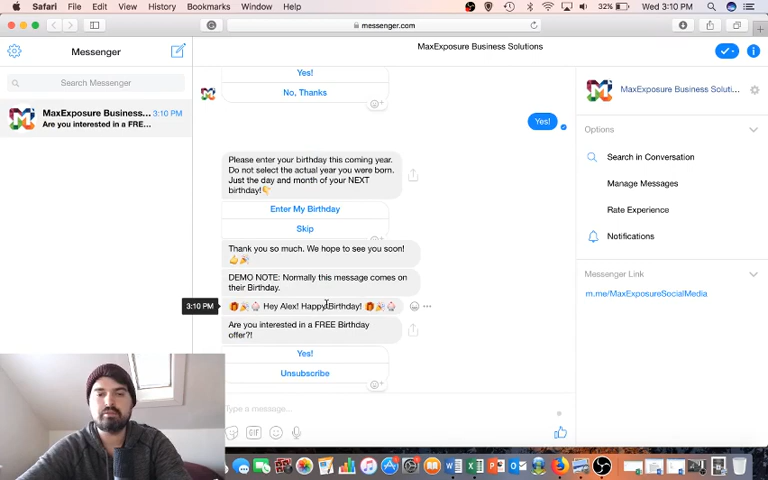 Safari File Edit View History Bookmarks Window Help
32% Wed 3:10 PM
messenger.com
Messenger
Search Messenger
MaxExposure Business... 3:10 PM
Are you interested in a FRE...
MaxExposure Business Solutions
Yes!
No, Thanks
Yes!
Please enter your birthday this coming year.
Do not select the actual year you were born.
Just the day and month of your NEXT
birthday!👇
Enter My Birthday
Skip
Thank you so much. We hope to see you soon!
👍🎉
DEMO NOTE: Normally this message comes on
their Birthday.
3:10 PM
🎁🎉🎂 Hey Alex! Happy Birthday! 🎁🎉🎂
Are you interested in a FREE Birthday
offer?!
Yes!
Unsubscribe
Type a message...
GIF
MaxExposure Business Soluti...
Options
Search in Conversation
Manage Messages
Rate Experience
Notifications
Messenger Link
m.me/MaxExposureSocialMedia